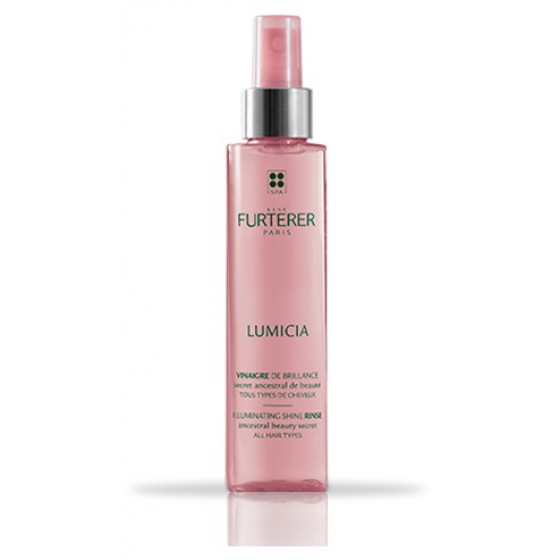 SPA
RENE
FURTERER
PARIS
LUMICIA
VINAIGRE DE BRILLANCE
secret ancestral de beauté
TOUS TYPES DE CHEVEUX
ILLUMINATING SHINE RINSE
ancestral beauty secret
ALL HAIR TYPES